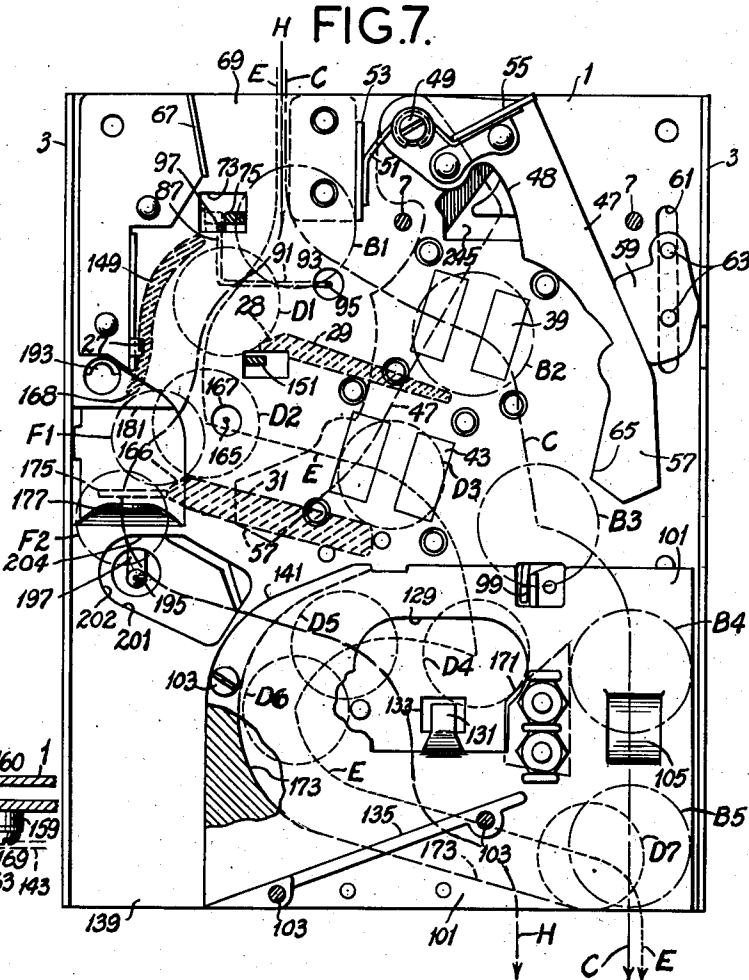 FIG.7.
H
E C
69 53 49 55 1
3 67 3
97 73 75 51 7 48 7 61
87 47
245 59 63
149 91 93 B1
95
28 D1 39
29
27 B2
193 151
168 167 D2 47 C
F1 181 165 43 65 57
166 E D3
175 31 B3
177
F2 57 101
204 141 99
197 129
195 D5 B4
202 201
D4 171
103 D6 133 131
105
160 1 E
173
159 135 B5
169 103 173 D7
63 143
139 103 101 H
C E